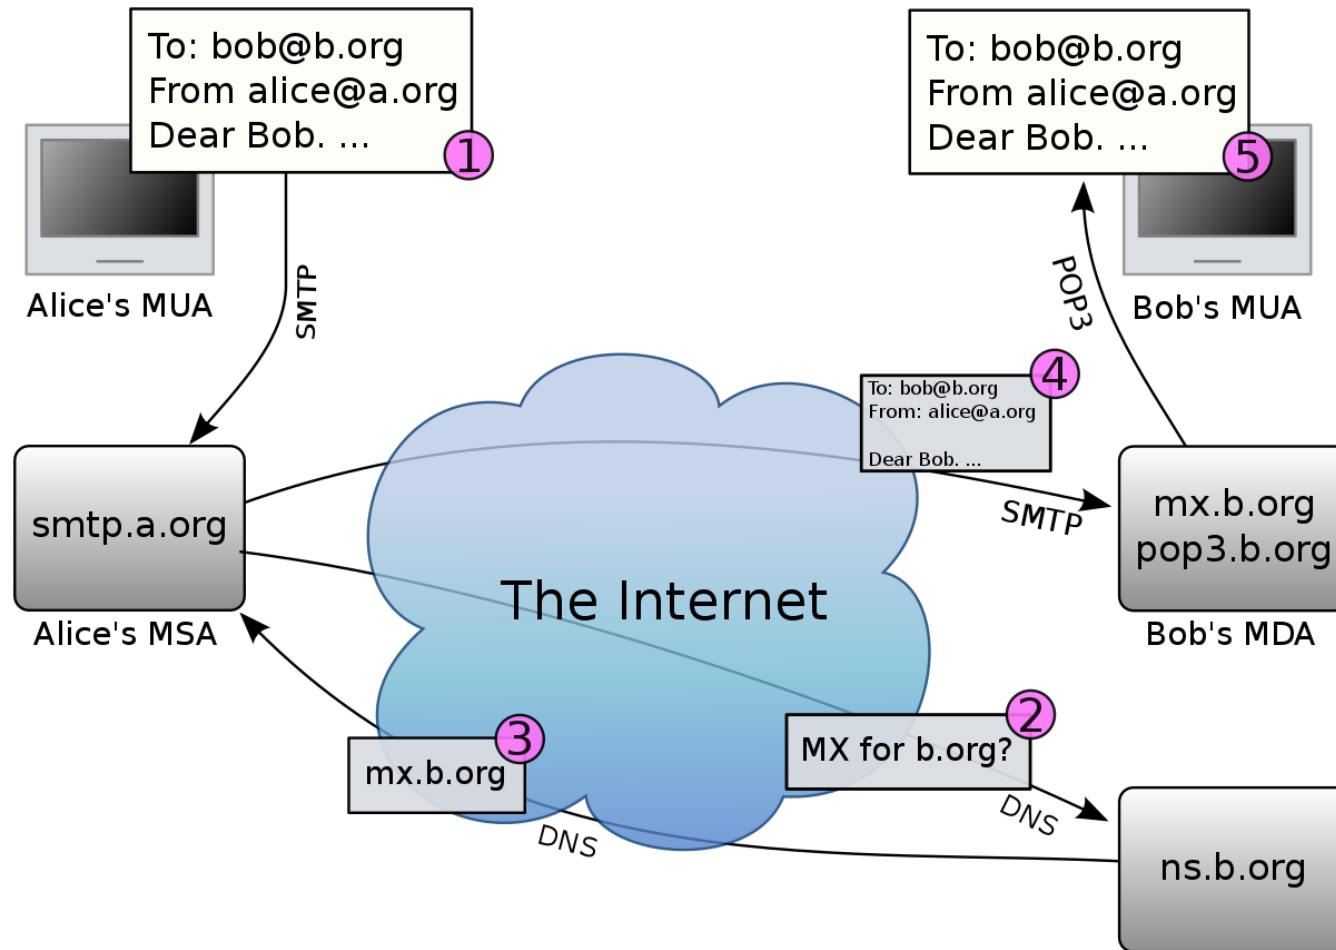 To: bob@b.org
From alice@a.org
Dear Bob. ...
1
Alice's MUA
SMTP
To: bob@b.org
From alice@a.org
Dear Bob. ...
5
Bob's MUA
POP3
To: bob@b.org
From: alice@a.org
Dear Bob. ...
4
SMTP
smtp.a.org
Alice's MSA
mx.b.org
pop3.b.org
Bob's MDA
The Internet
MX for b.org?
2
DNS
mx.b.org
3
DNS
ns.b.org